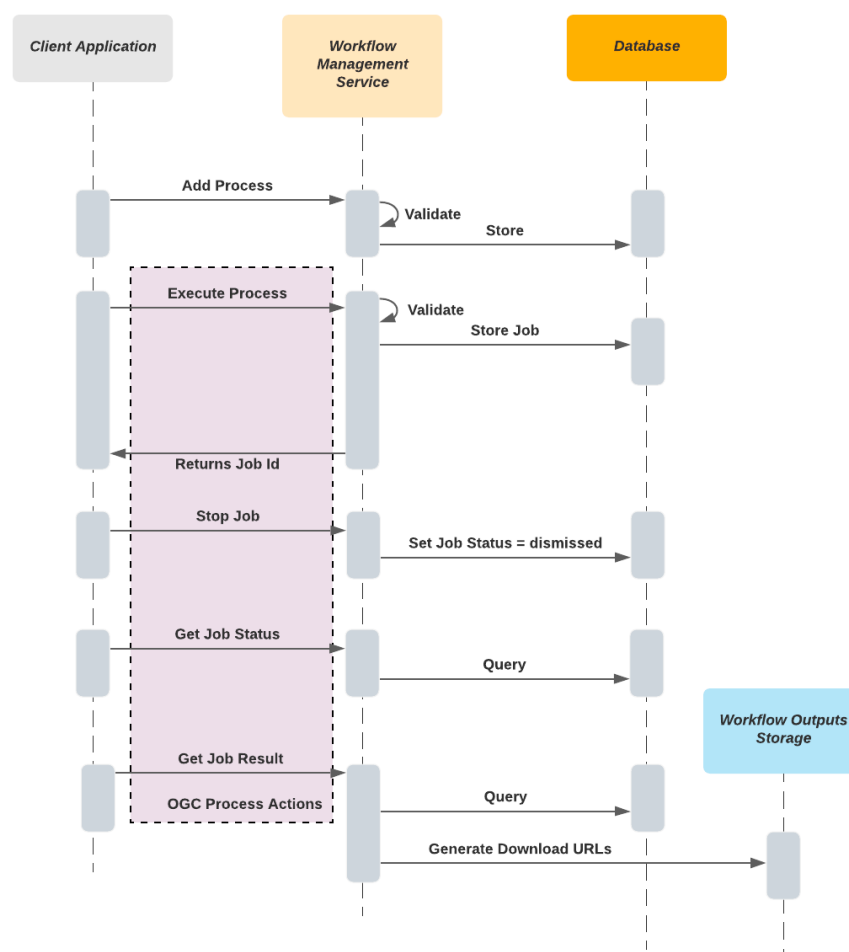 Client Application
Workflow
Management
Service
Database
Add Process
Validate
Store
Execute Process
Validate
Store Job
Returns Job Id
Stop Job
Set Job Status = dismissed
Get Job Status
Query
Workflow Outputs
Storage
Get Job Result
Query
OGC Process Actions
Generate Download URLs